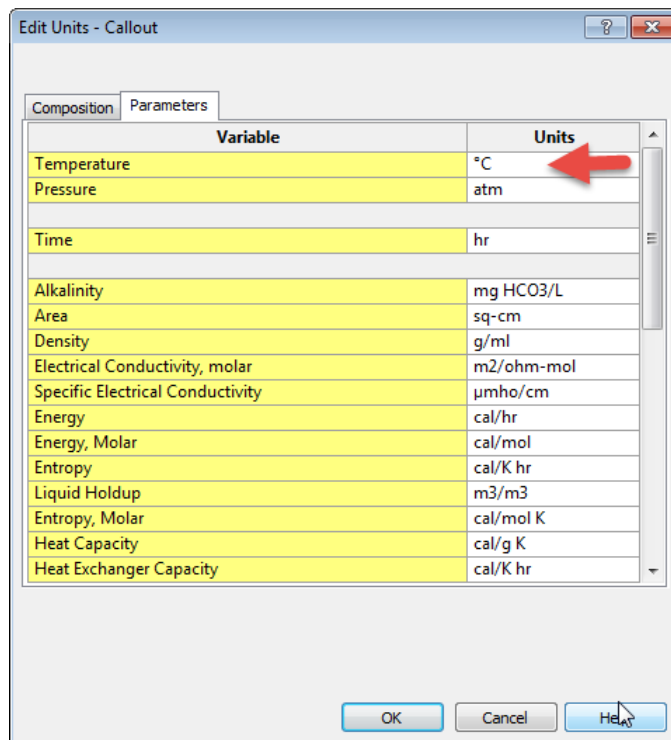 Edit Units - Callout
Composition Parameters
Variable Units
Temperature °C
Pressure atm
Time hr
Alkalinity mg HCO3/L
Area sq-cm
Density g/ml
Electrical Conductivity, molar m2/ohm-mol
Specific Electrical Conductivity µmho/cm
Energy cal/hr
Energy, Molar cal/mol
Entropy cal/K hr
Liquid Holdup m3/m3
Entropy, Molar cal/mol K
Heat Capacity cal/g K
Heat Exchanger Capacity cal/K hr
OK Cancel Help